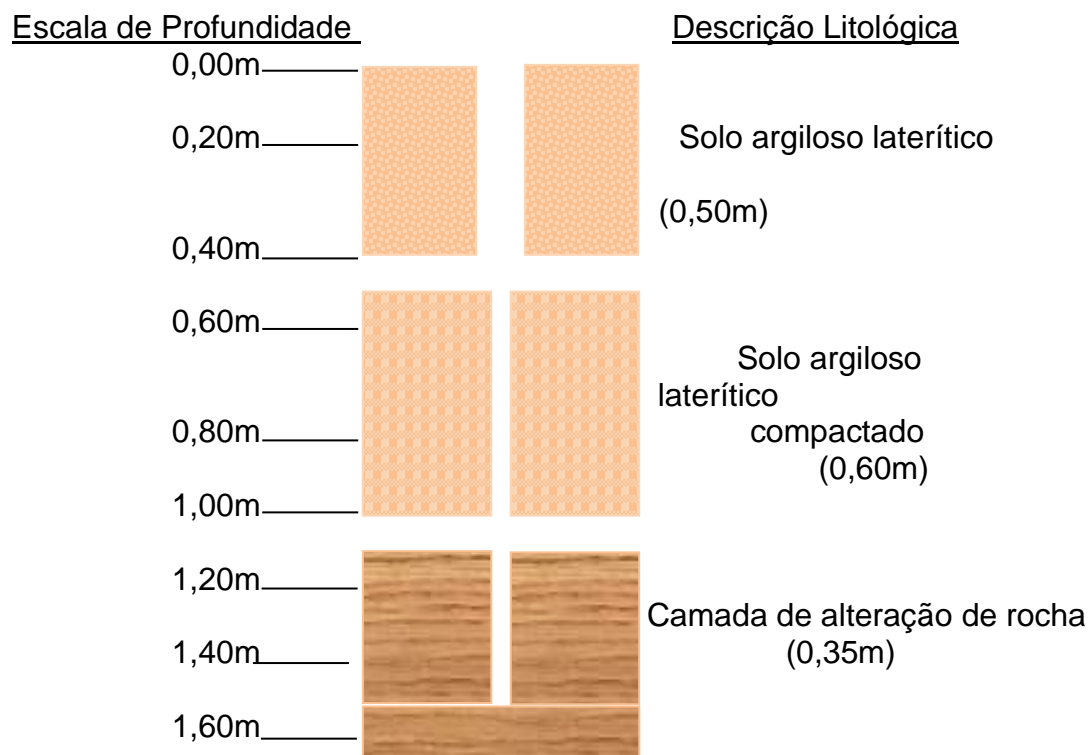 Escala de Profundidade
Descrição Litológica
0,00m
0,20m
Solo argiloso laterítico
(0,50m)
0,40m
0,60m
Solo argiloso
laterítico
0,80m
compactado
(0,60m)
1,00m
1,20m
Camada de alteração de rocha
1,40m
(0,35m)
1,60m